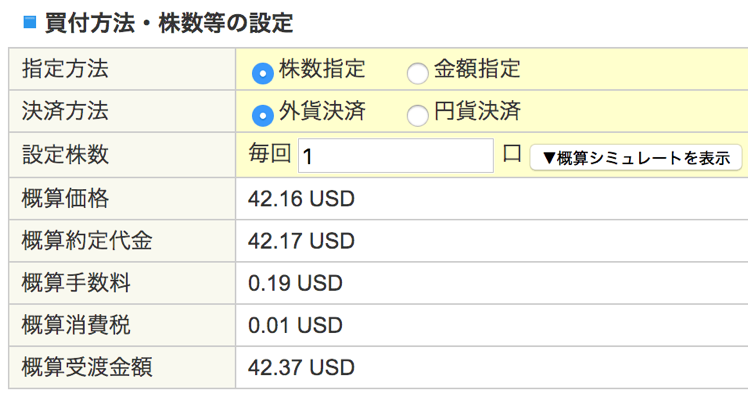 買付方法・株数等の設定
指定方法 株数指定 金額指定
決済方法 外貨決済 円貨決済
設定株数 毎回 1 口 ▼概算シミュレートを表示
概算価格 42.16 USD
概算約定代金 42.17 USD
概算手数料 0.19 USD
概算消費税 0.01 USD
概算受渡金額 42.37 USD